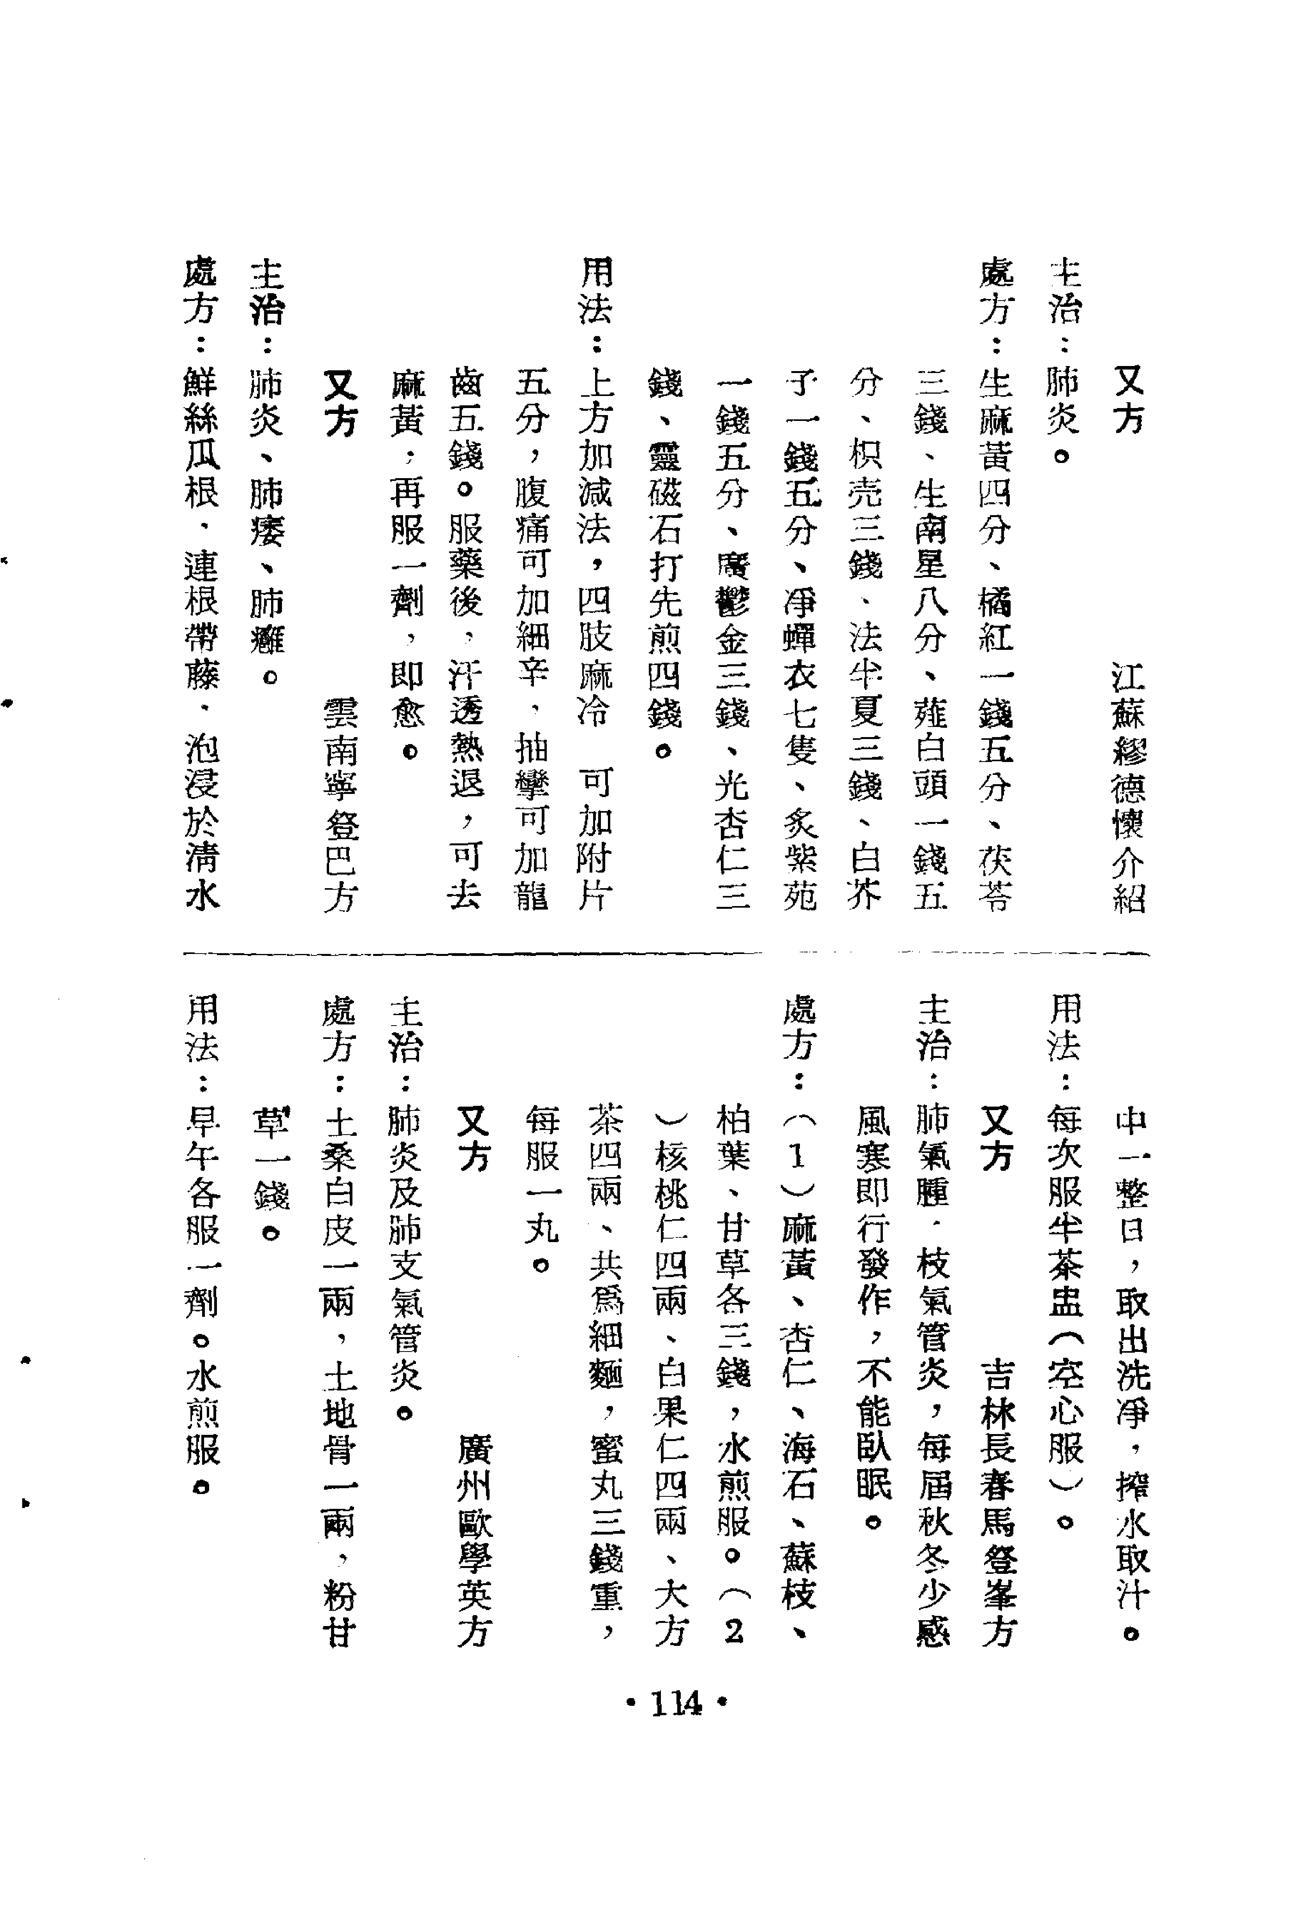 又方　江蘇繆德懷介紹
主治：肺炎。
處方：生麻黃四分、橘紅一錢五分、茯苓
三錢、生南星八分、薤白頭一錢五
分、枳壳三錢、法半夏三錢、白芥
子一錢五分、凈蟬衣七隻、炙紫苑
一錢五分、廣鬱金三錢、光杏仁三
錢、靈磁石打先煎四錢。
用法：上方加減法，四肢麻冷　可加附片
五分，腹痛可加細辛，抽攣可加龍
齒五錢。服藥後，汗透熱退，可去
麻黃，再服一劑，即愈。
又方　雲南寧登巴方
主治：肺炎、肺痿、肺癰。
處方：鮮絲瓜根，連根帶藤，泡浸於清水
中一整日，取出洗凈，搾水取汁。
用法：每次服半茶盅（空心服）。
又方　吉林長春馬登峯方
主治：肺氣腫，枝氣管炎，每屆秋冬少感
風寒即行發作，不能臥眠。
處方：（1）麻黃、杏仁、海石、蘇枝、
柏葉、甘草各三錢，水煎服。（2
）核桃仁四兩、白果仁四兩、大方
茶四兩、共爲細麵，蜜丸三錢重，
每服一丸。
又方　廣州歐學英方
主治：肺炎及肺支氣管炎。
處方：土桑白皮一兩，土地骨一兩，粉甘
草一錢。
用法：早午各服一劑。水煎服。
·114·